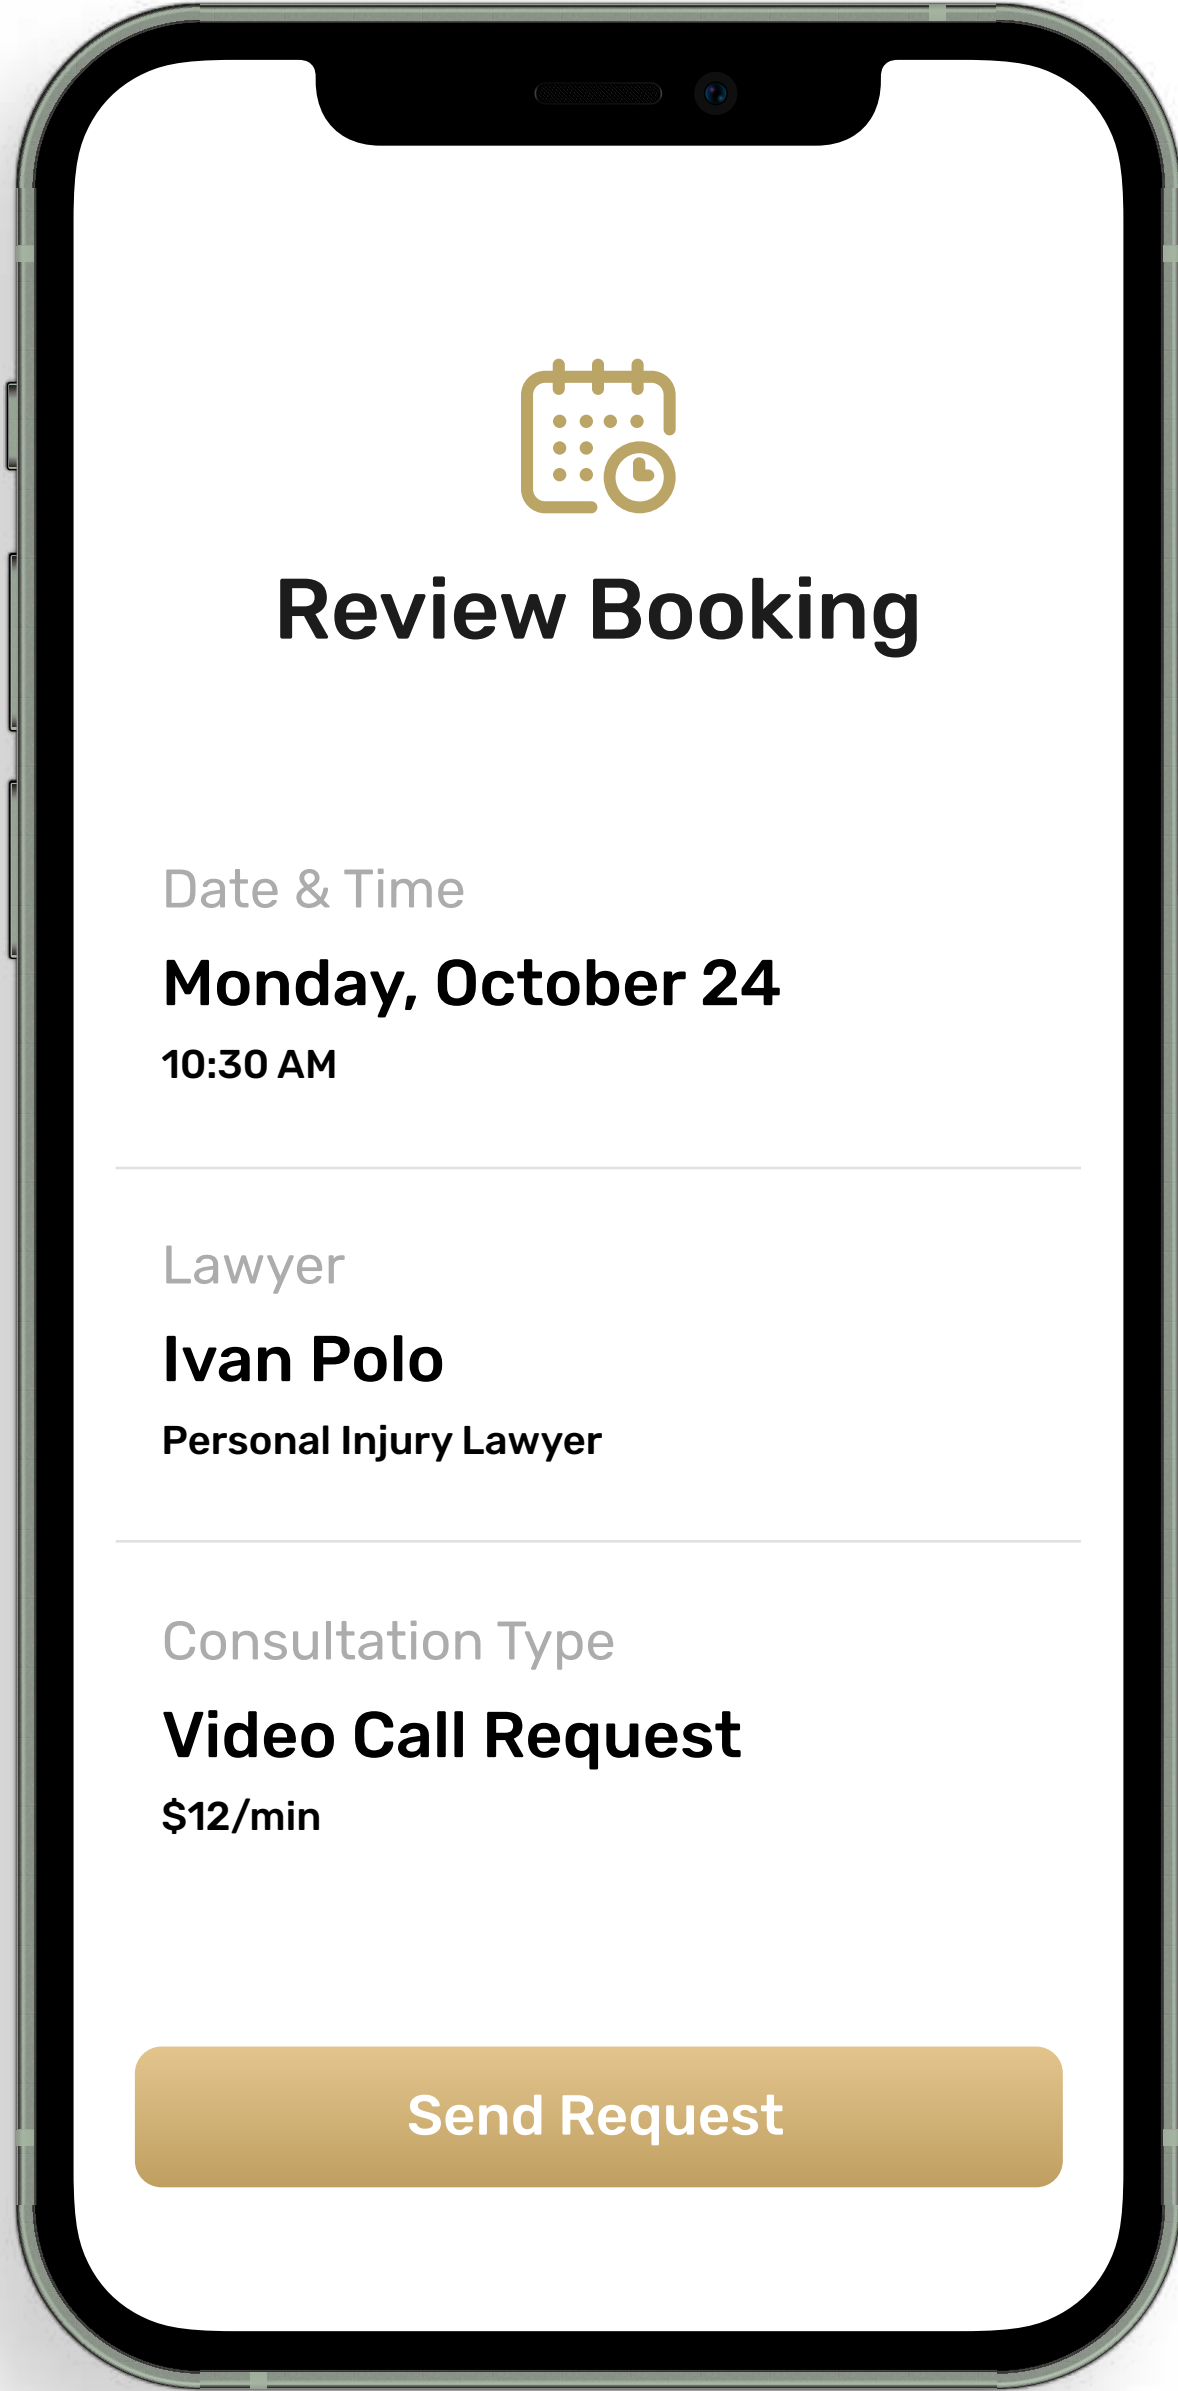 Review Booking
Date & Time
Monday, October 24
10:30 AM
Lawyer
Ivan Polo
Personal Injury Lawyer
Consultation Type
Video Call Request
$12/min
Send Request